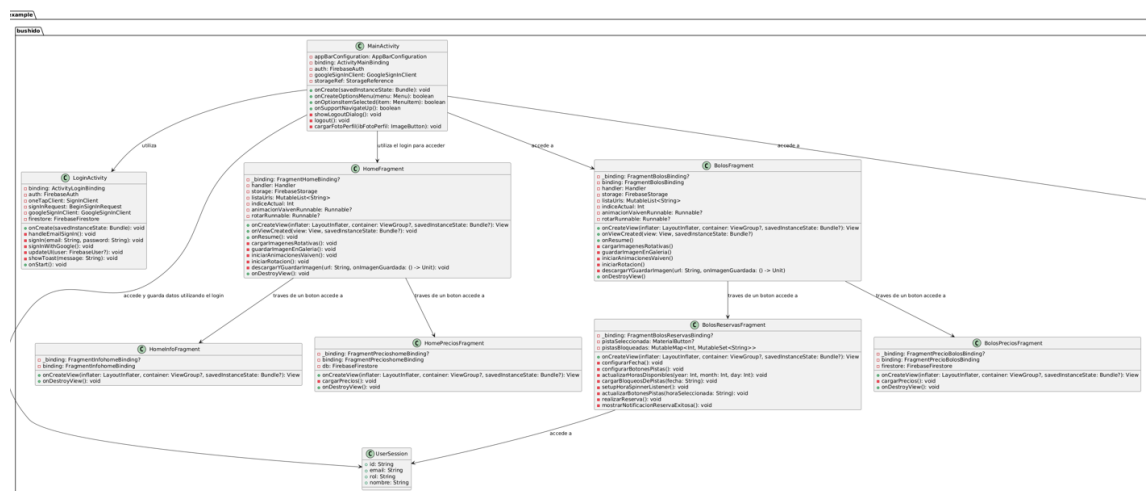 example
bushido
C MainActivity
appBarConfiguration: AppBarConfiguration
binding: ActivityMainBinding
auth: FirebaseAuth
googleSignInClient: GoogleSignInClient
storageRef: StorageReference
onCreate(savedInstanceState: Bundle): void
onCreateOptionsMenu(menu: Menu): boolean
onOptionsItemSelected(item: MenuItem): boolean
onSupportNavigateUp(): boolean
showLogoutDialog(): void
logout(): void
cargarFotoPerfil(ibFotoPerfil: ImageButton): void
utiliza
utiliza el login para acceder
accede a
C LoginActivity
binding: ActivityLoginBinding
auth: FirebaseAuth
oneTapClient: SignInClient
signInRequest: BeginSignInRequest
googleSignInClient: GoogleSignInClient
firestore: FirebaseFirestore
onCreate(savedInstanceState: Bundle): void
handleEmailSignIn(): void
signIn(email: String, password: String): void
signInWithGoogle(): void
updateUI(user: FirebaseUser?): void
showToast(message: String): void
onStart(): void
C HomeFragment
_binding: FragmentHomeBinding?
handler: Handler
storage: FirebaseStorage
listaUrls: MutableList<String>
indiceActual: Int
animacionVaivenRunnable: Runnable?
rotarRunnable: Runnable?
onCreateView(inflater: LayoutInflater, container: ViewGroup?, savedInstanceState: Bundle?): View
onViewCreated(view: View, savedInstanceState: Bundle?): void
onResume(): void
cargarImagenesRotativas(): void
guardarImagenEnGaleria(): void
iniciarAnimacionesVaiven(): void
iniciarRotacion(): void
descargarYGuardarImagen(url: String, onImagenGuardada: () -> Unit): void
onDestroyView(): void
C BolosFragment
_binding: FragmentBolosBinding?
binding: FragmentBolosBinding
handler: Handler
storage: FirebaseStorage
listaUrls: MutableList<String>
indiceActual: Int
animacionVaivenRunnable: Runnable?
rotarRunnable: Runnable?
onCreateView(inflater: LayoutInflater, container: ViewGroup?, savedInstanceState: Bundle?): View
onViewCreated(view: View, savedInstanceState: Bundle?)
onResume()
cargarImagenesRotativas()
guardarImagenEnGaleria()
iniciarAnimacionesVaiven()
iniciarRotacion()
descargarYGuardarImagen(url: String, onImagenGuardada: () -> Unit)
onDestroyView()
accede y guarda datos utilizando el login
traves de un boton accede a
traves de un boton accede a
traves de un boton accede a
traves de un boton accede a
C HomeInfoFragment
_binding: FragmentInfohomeBinding?
binding: FragmentInfohomeBinding
onCreateView(inflater: LayoutInflater, container: ViewGroup?, savedInstanceState: Bundle?): View
onDestroyView(): void
C HomePreciosFragment
_binding: FragmentPrecioshomeBinding?
binding: FragmentPrecioshomeBinding
db: FirebaseFirestore
onCreateView(inflater: LayoutInflater, container: ViewGroup?, savedInstanceState: Bundle?): View
cargarPrecios(): void
onDestroyView(): void
C BolosReservasFragment
_binding: FragmentBolosReservasBinding?
pistaSeleccionada: MaterialButton?
pistasBloqueadas: MutableMap<Int, MutableSet<String>>
onCreateView(inflater: LayoutInflater, container: ViewGroup?, savedInstanceState: Bundle?): View
configurarFecha(): void
configurarBotonesPistas(): void
actualizarHorasDisponibles(year: Int, month: Int, day: Int): void
cargarBloqueosDePistas(fecha: String): void
setupHoraSpinnerListener(): void
actualizarBotonesPistas(horaSeleccionada: String): void
realizarReserva(): void
mostrarNotificacionReservaExitosa(): void
C BolosPreciosFragment
_binding: FragmentPrecioBolosBinding?
binding: FragmentPrecioBolosBinding
firestore: FirebaseFirestore
onCreateView(inflater: LayoutInflater, container: ViewGroup?, savedInstanceState: Bundle?): View
cargarPrecios(): void
onDestroyView(): void
accede a
C UserSession
id: String
email: String
rol: String
nombre: String